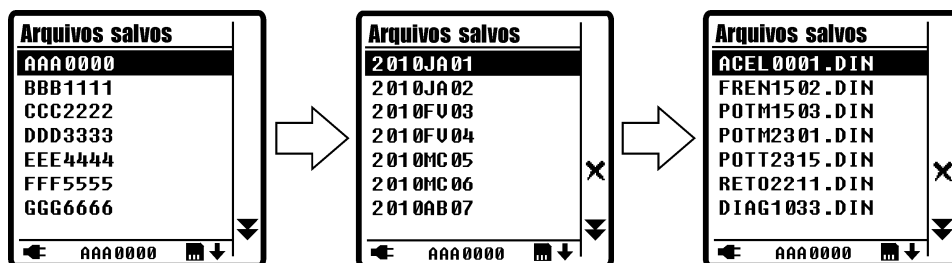 Arquivos salvos
AAA0000
BBB1111
CCC2222
DDD3333
EEE4444
FFF5555
GGG6666
AAA0000
Arquivos salvos
2010JA01
2010JA02
2010FV03
2010FV04
2010MC05
2010MC06
2010AB07
AAA0000
Arquivos salvos
ACEL0001.DIN
FREN1502.DIN
POTM1503.DIN
POTM2301.DIN
POTT2315.DIN
RETO2211.DIN
DIAG1033.DIN
AAA0000